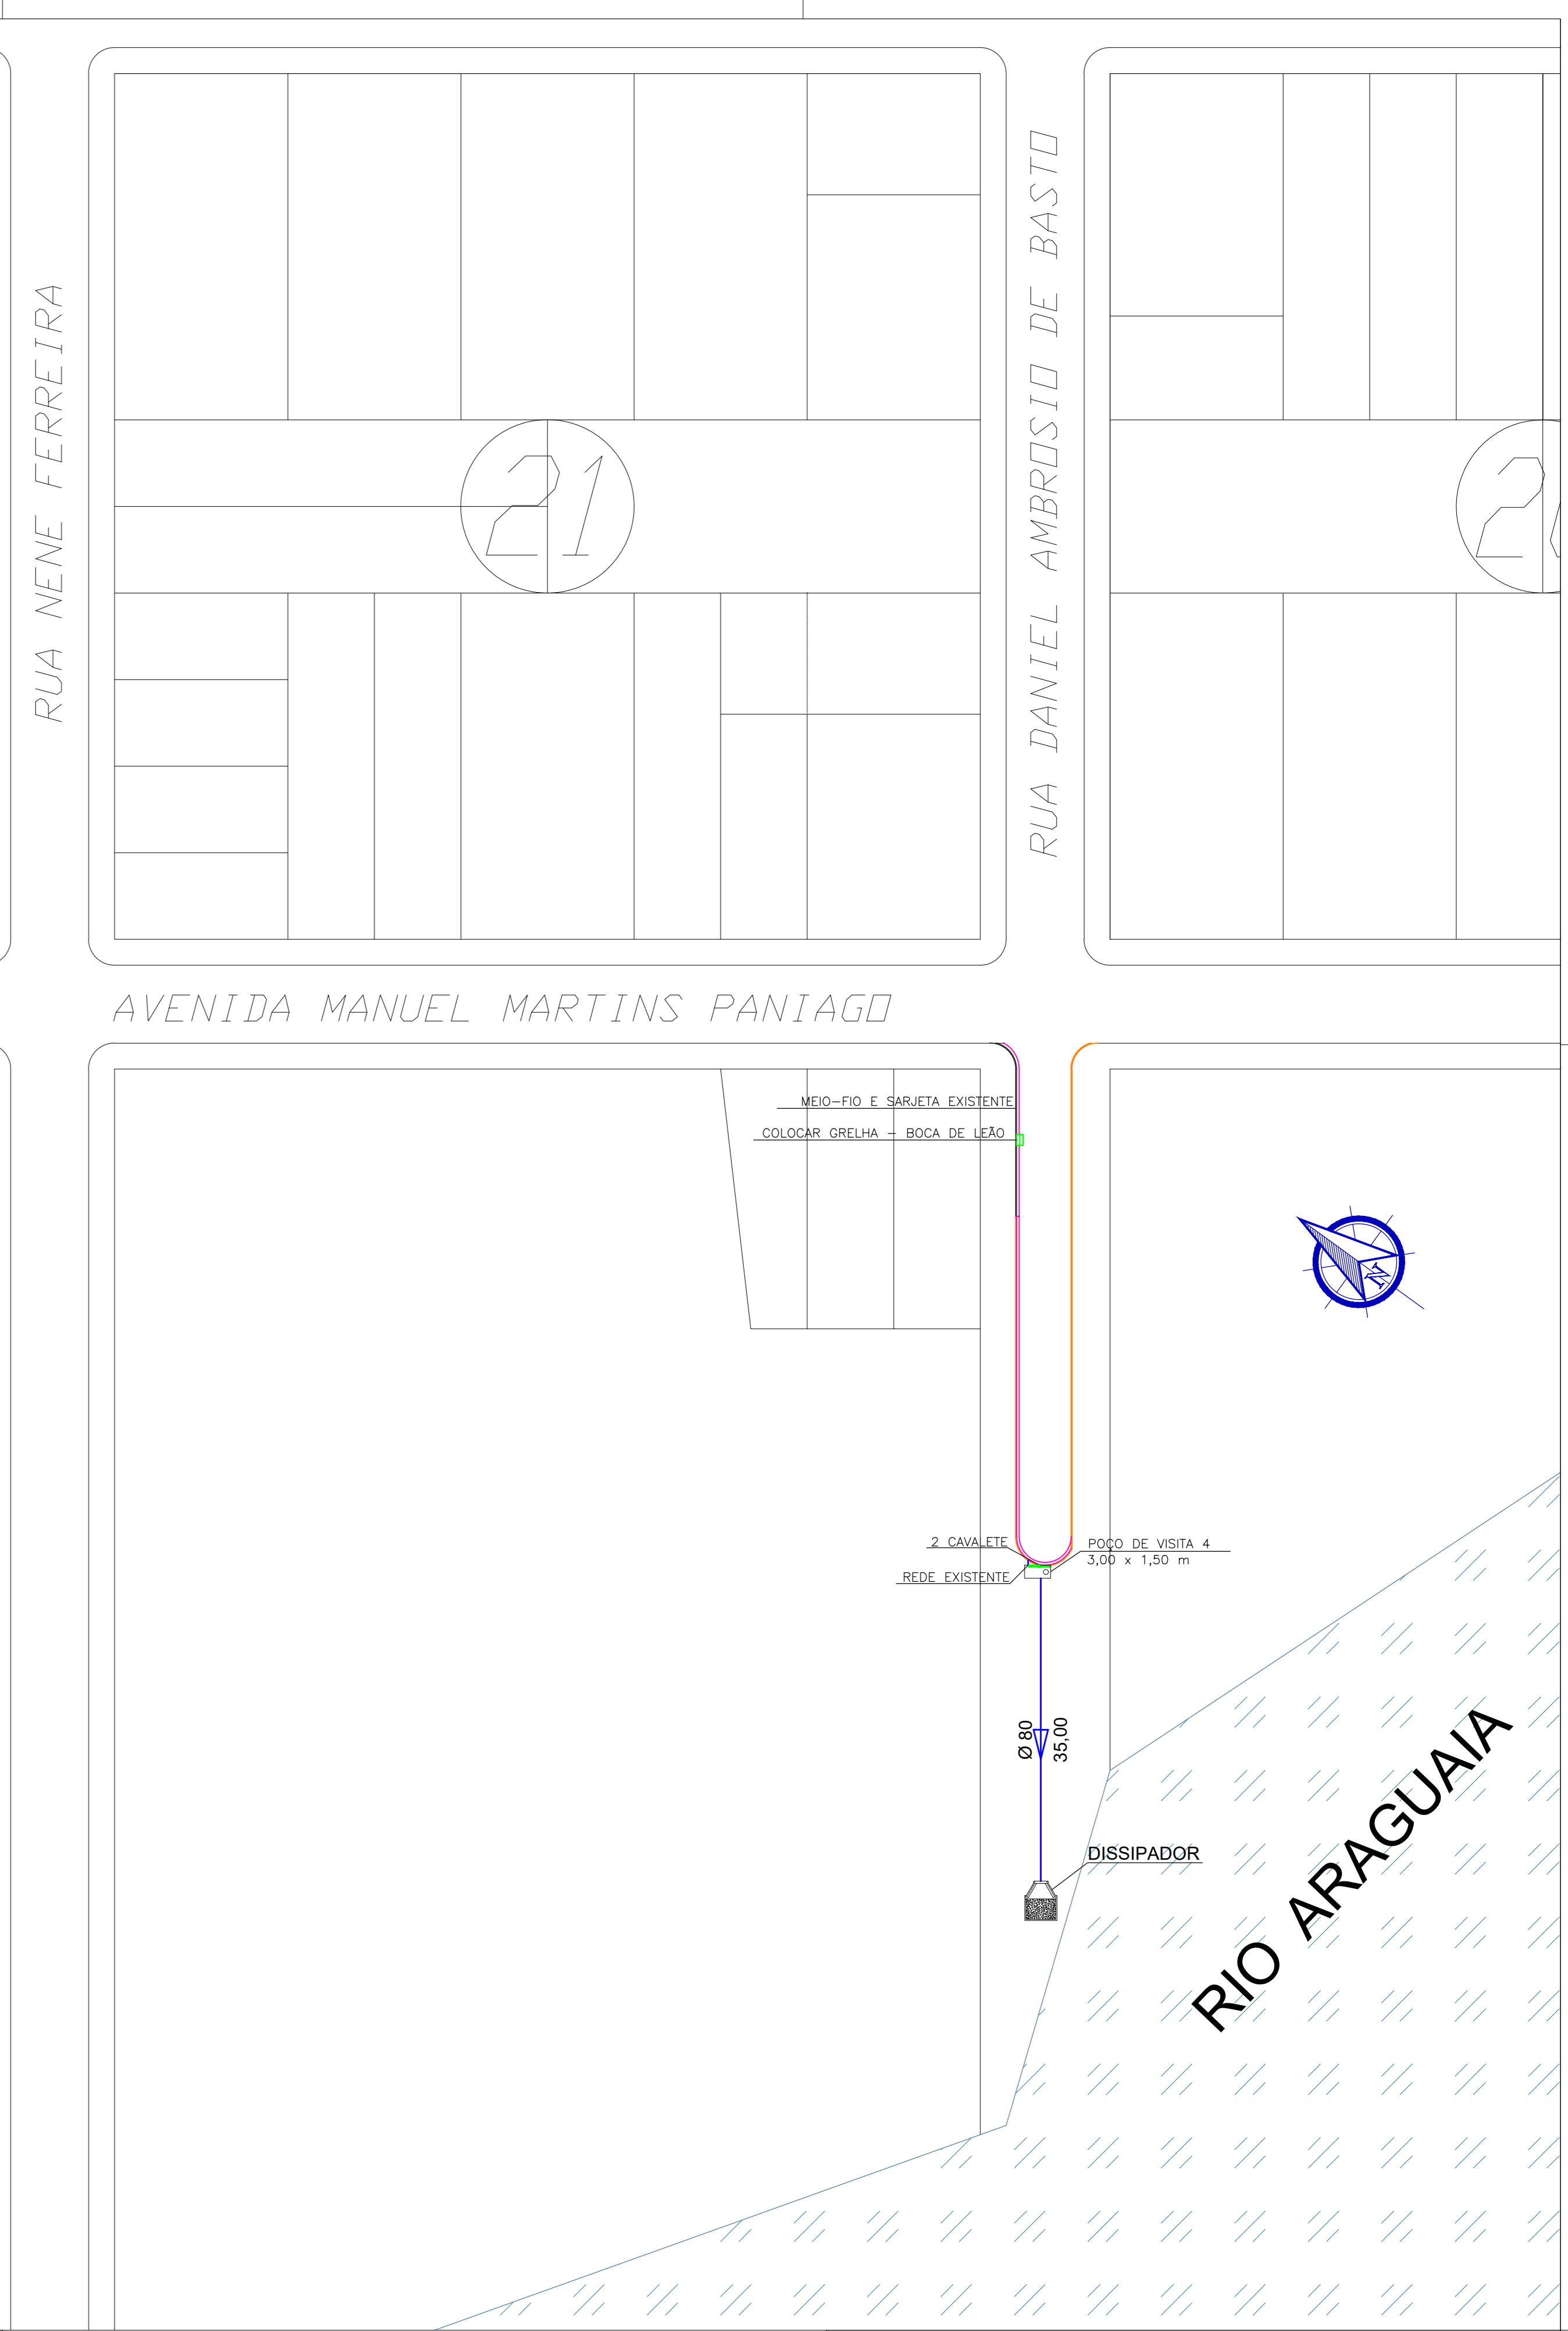 RUA NENE FERREIRA
21
RUA DANIEL AMBROSIO DE BASTO
AVENIDA MANUEL MARTINS PANIAGO
MEIO-FIO E SARJETA EXISTENTE
COLOCAR GRELHA - BOCA DE LEÃO
N
2 CAVALETE
POÇO DE VISITA 4
3,00 x 1,50 m
REDE EXISTENTE
Ø 80
35,00
DISSIPADOR
RIO ARAGUAIA